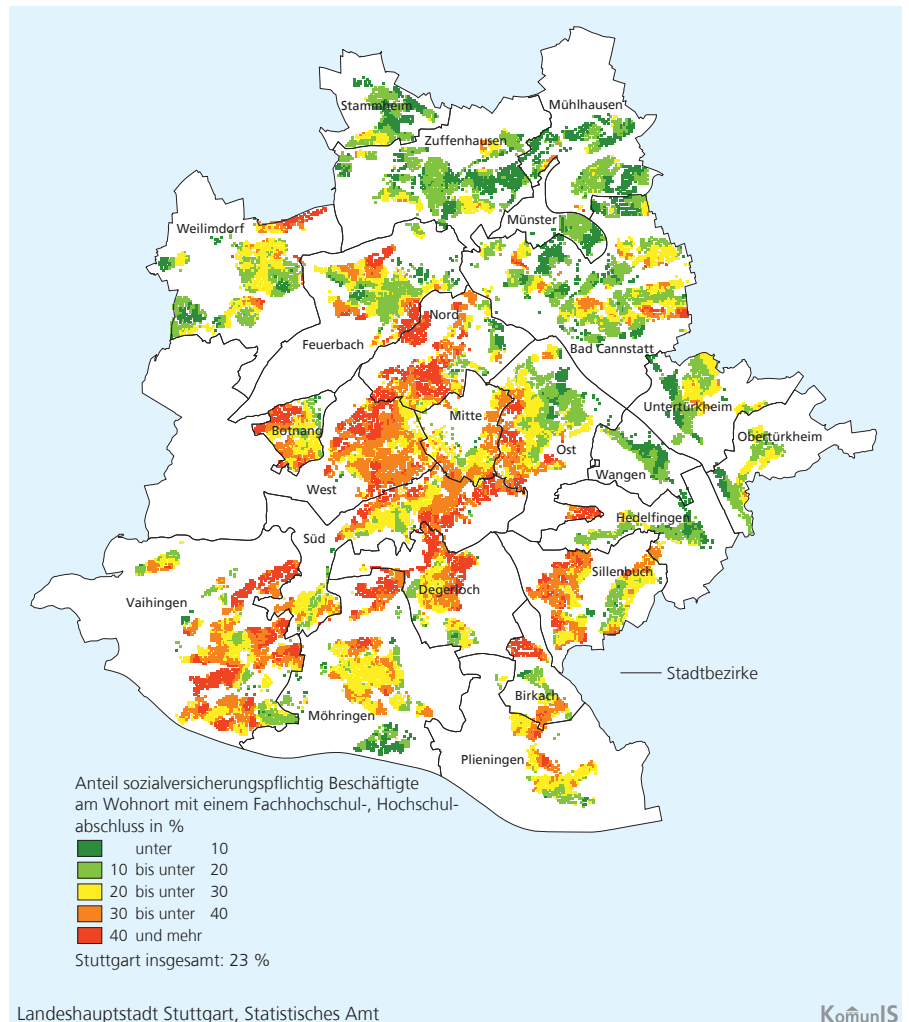 Stammheim
Mühlhausen
Zuffenhausen
Münster
Weilimdorf
Nord
Feuerbach
Bad Cannstatt
Untertürkheim
Botnang
Mitte
Obertürkheim
Ost
Wangen
West
Hedelfingen
Süd
Sillenbuch
Degerloch
Vaihingen
Stadtbezirke
Birkach
Möhringen
Plieningen
Anteil sozialversicherungspflichtig Beschäftigte
am Wohnort mit einem Fachhochschul-, Hochschul-
abschluss in %
unter 10
10 bis unter 20
20 bis unter 30
30 bis unter 40
40 und mehr
Stuttgart insgesamt: 23 %
Landeshauptstadt Stuttgart, Statistisches Amt
KomunIS